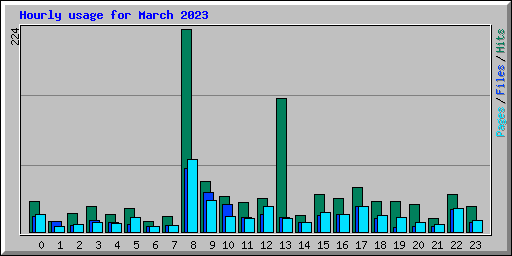 Hourly usage for March 2023
224
Pages / Files / Hits
0 1 2 3 4 5 6 7 8 9 10 11 12 13 14 15 16 17 18 19 20 21 22 23